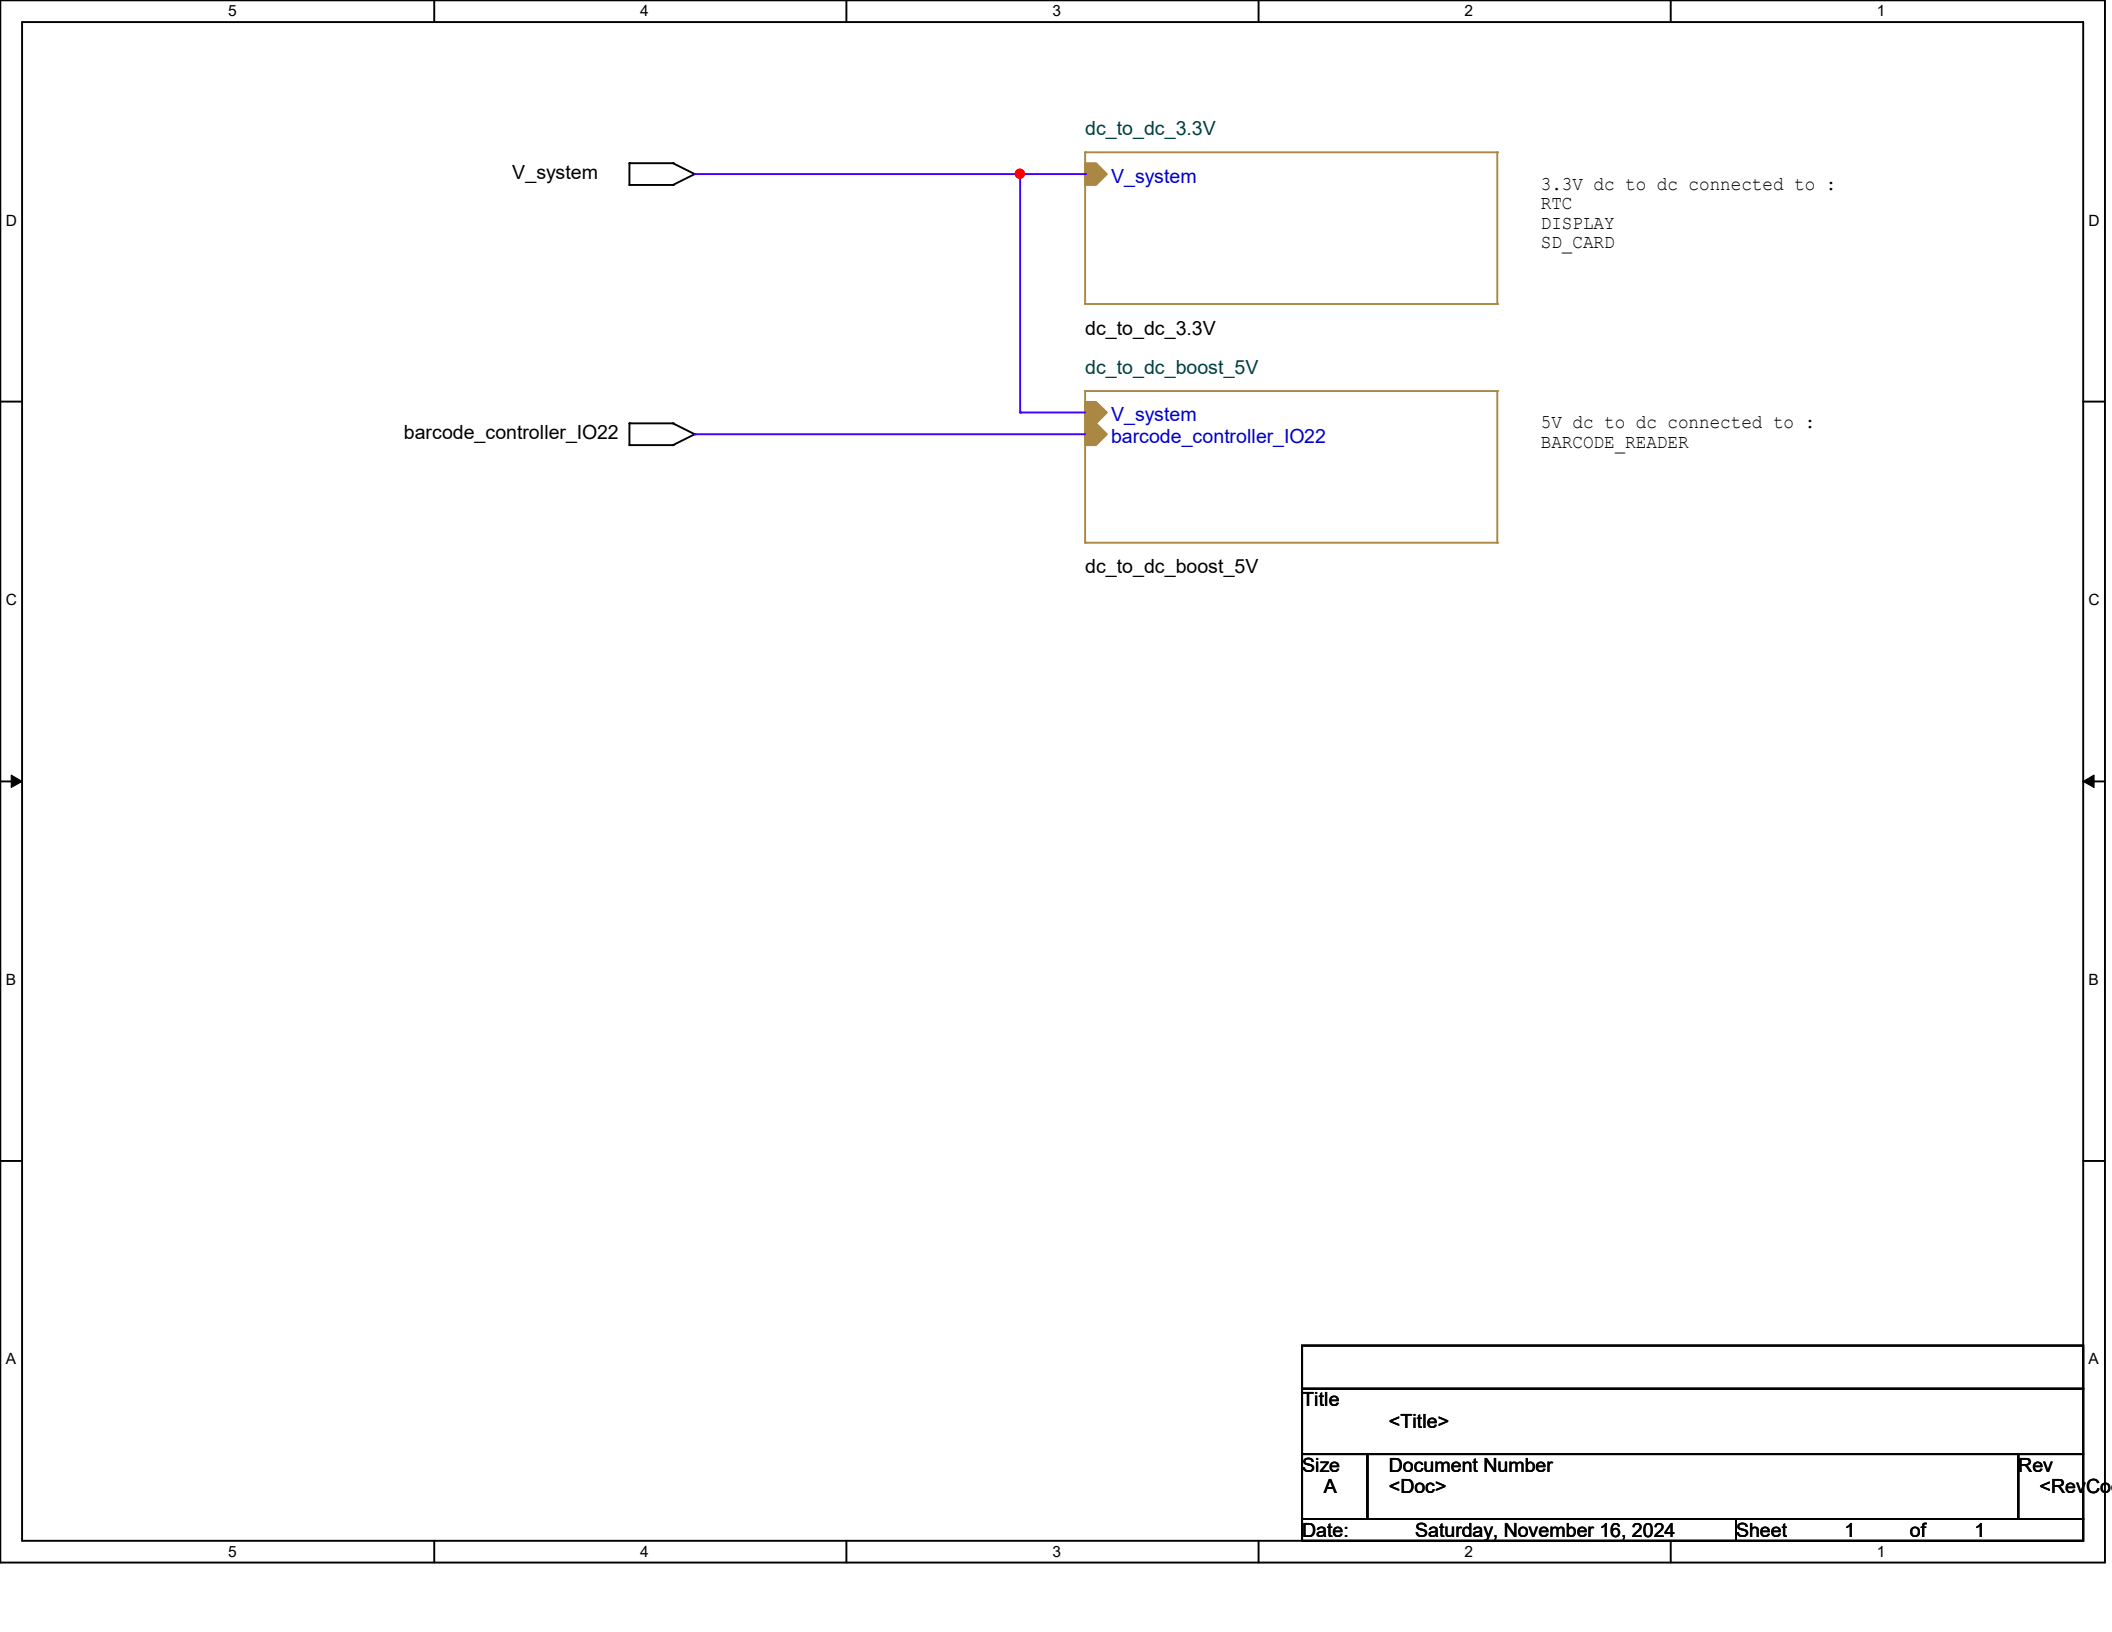 5 4 3 2 1
dc_to_dc_3.3V
V_system
V_system
3.3V dc to dc connected to :
RTC
DISPLAY
SD_CARD
D D
dc_to_dc_3.3V
dc_to_dc_boost_5V
V_system
barcode_controller_IO22
barcode_controller_IO22
5V dc to dc connected to :
BARCODE_READER
dc_to_dc_boost_5V
C C
B B
A A
Title
<Title>
Size Document Number Rev
A <Doc> <RevCo
Date: Saturday, November 16, 2024 Sheet 1 of 1
5 4 3 2 1